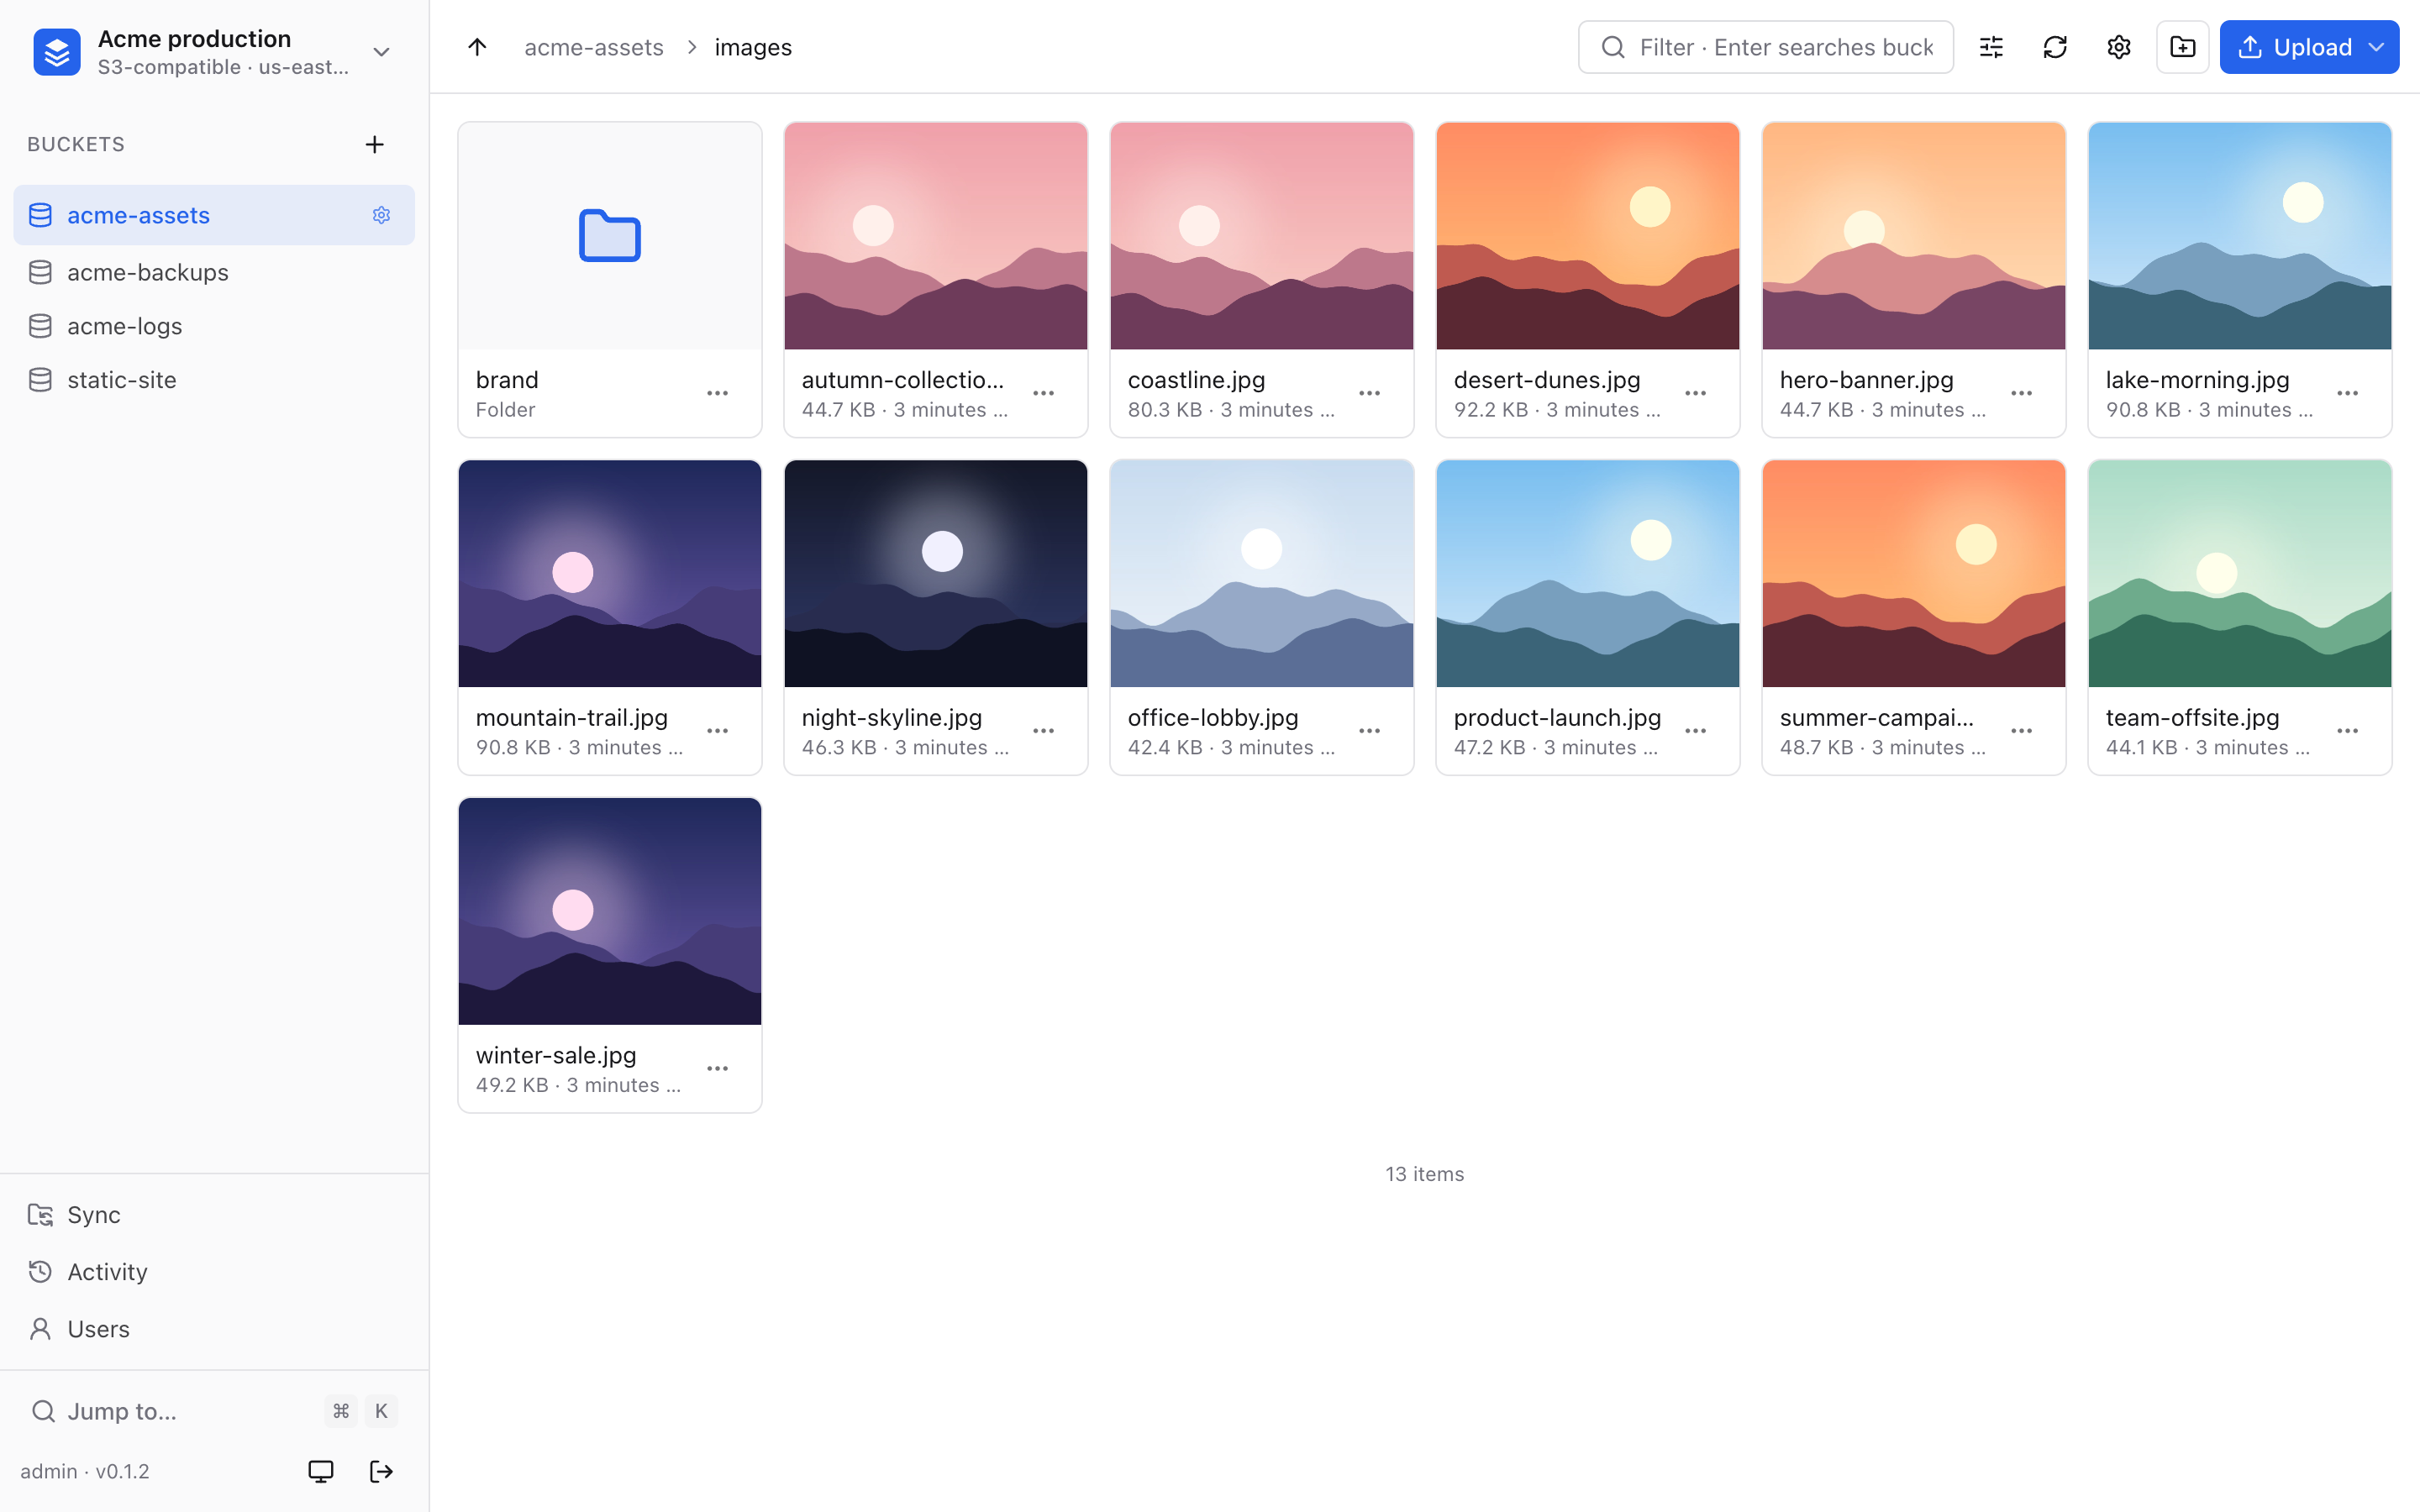 Acme production
S3-compatible · us-east...
BUCKETS
acme-assets
acme-backups
acme-logs
static-site
Sync
Activity
Users
Jump to...
⌘ K
admin · v0.1.2
acme-assets > images
Filter · Enter searches buck
Upload
brand
Folder
autumn-collectio...
44.7 KB · 3 minutes ...
coastline.jpg
80.3 KB · 3 minutes ...
desert-dunes.jpg
92.2 KB · 3 minutes ...
hero-banner.jpg
44.7 KB · 3 minutes ...
lake-morning.jpg
90.8 KB · 3 minutes ...
mountain-trail.jpg
90.8 KB · 3 minutes ...
night-skyline.jpg
46.3 KB · 3 minutes ...
office-lobby.jpg
42.4 KB · 3 minutes ...
product-launch.jpg
47.2 KB · 3 minutes ...
summer-campai...
48.7 KB · 3 minutes ...
team-offsite.jpg
44.1 KB · 3 minutes ...
winter-sale.jpg
49.2 KB · 3 minutes ...
13 items